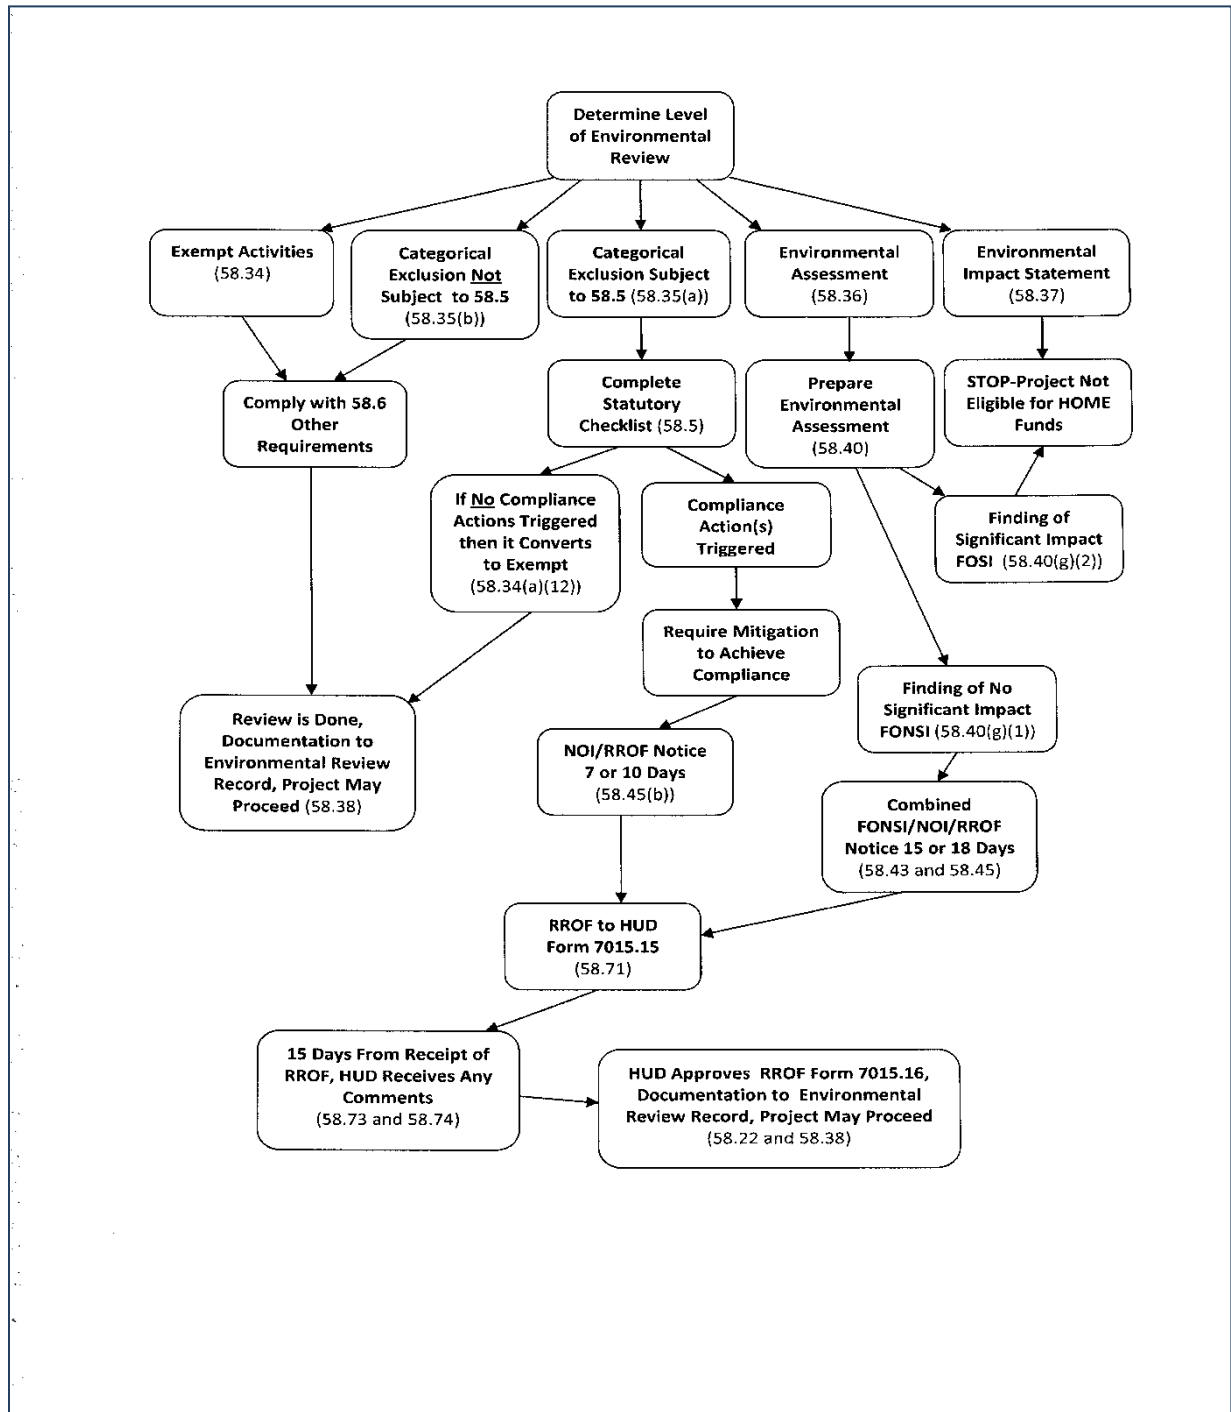 Determine Level
of Environmental
Review
Exempt Activities
(58.34)
Categorical
Exclusion Not
Subject to 58.5
(58.35(b))
Categorical
Exclusion Subject
to 58.5 (58.35(a))
Environmental
Assessment
(58.36)
Environmental
Impact Statement
(58.37)
Comply with 58.6
Other
Requirements
Complete
Statutory
Checklist (58.5)
Prepare
Environmental
Assessment
(58.40)
STOP-Project Not
Eligible for HOME
Funds
If No Compliance
Actions Triggered
then it Converts
to Exempt
(58.34(a)(12))
Compliance
Action(s)
Triggered
Finding of
Significant Impact
FOSI (58.40(g)(2))
Require Mitigation
to Achieve
Compliance
Finding of No
Significant Impact
FONSI (58.40(g)(1))
Review is Done,
Documentation to
Environmental Review
Record, Project May
Proceed (58.38)
NOI/RROF Notice
7 or 10 Days
(58.45(b))
Combined
FONSI/NOI/RROF
Notice 15 or 18 Days
(58.43 and 58.45)
RROF to HUD
Form 7015.15
(58.71)
15 Days From Receipt of
RROF, HUD Receives Any
Comments
(58.73 and 58.74)
HUD Approves RROF Form 7015.16,
Documentation to Environmental
Review Record, Project May Proceed
(58.22 and 58.38)